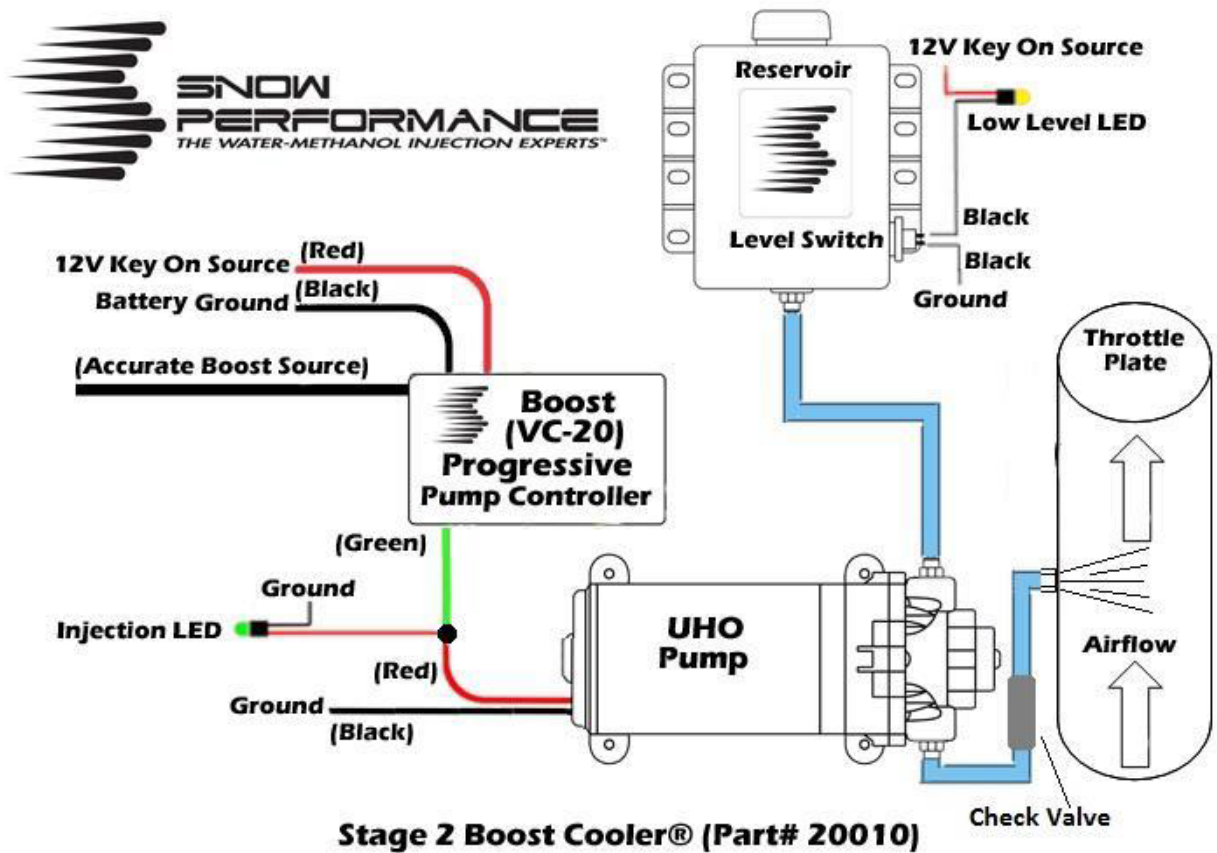 SNOW
PERFORMANCE
THE WATER-METHANOL INJECTION EXPERTS™
Reservoir
Level Switch
12V Key On Source
Low Level LED
Black
Black
Ground
12V Key On Source
(Red)
Battery Ground
(Black)
(Accurate Boost Source)
Boost
(VC-20)
Progressive
Pump Controller
(Green)
Ground
Injection LED
(Red)
Ground
(Black)
UHO
Pump
Throttle
Plate
Airflow
Check Valve
Stage 2 Boost Cooler® (Part# 20010)